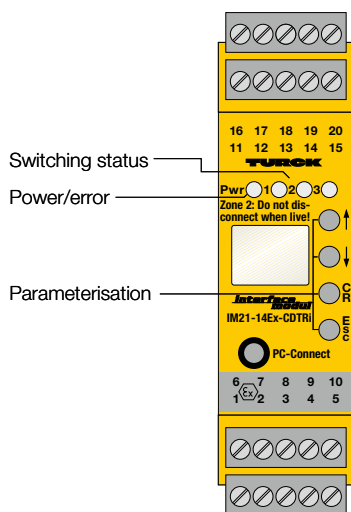 16 17 18 19 20
11 12 13 14 15
TURCK
Switching status
Pwr 1 2 3
Power/error
Zone 2: Do not dis-
connect when live!
Parameterisation
C
R
Interface
modul
IM21-14Ex-CDTRi
E
s
c
PC-Connect
6 7 8 9 10
Ex
1 2 3 4 5